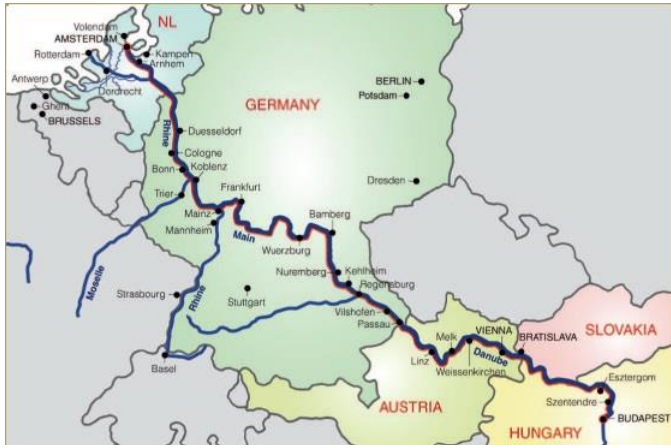 Volendam
NL
AMSTERDAM
Rotterdam
Kampen
Arnhem
Antwerp
Dordrecht
Ghent
BRUSSELS
BERLIN
Potsdam
GERMANY
Rhine
Duesseldorf
Cologne
Bonn
Koblenz
Trier
Frankfurt
Dresden
Mainz
Mannheim
Main
Wuerzburg
Bamberg
Moselle
Rhine
Nuremberg
Kehlheim
Regensburg
Strasbourg
Stuttgart
Vilshofen
Passau
Basel
Linz
Melk
Weissenkirchen
Danube
VIENNA
BRATISLAVA
SLOVAKIA
AUSTRIA
Esztergom
Szentendre
BUDAPEST
HUNGARY